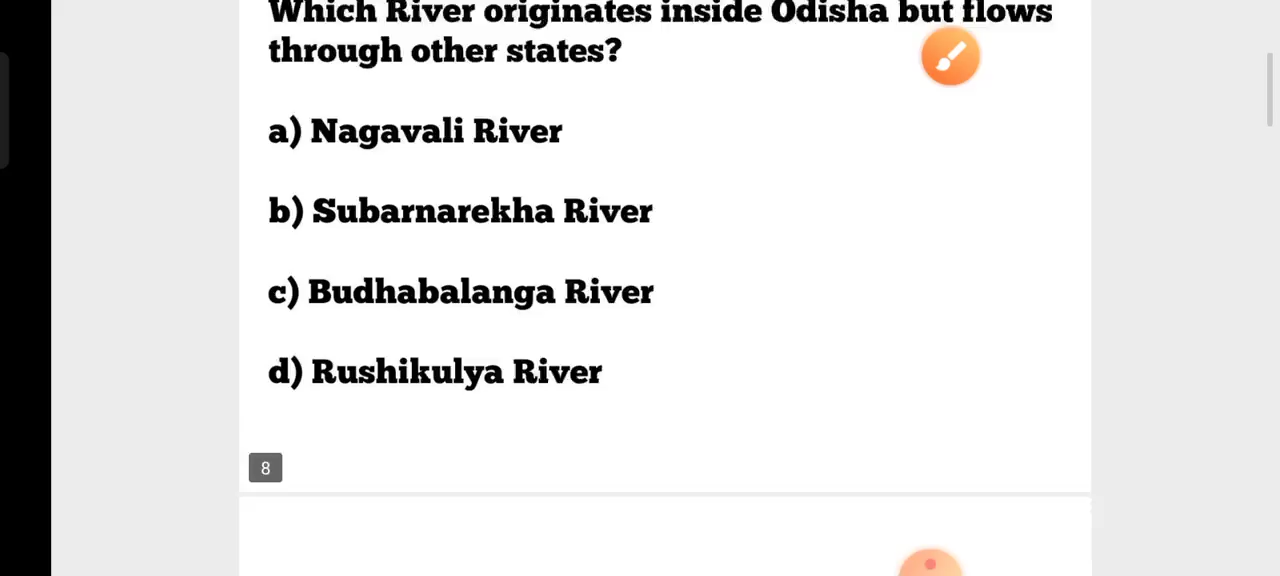 Which River originates inside Odisha but flows
through other states?
a) Nagavali River
b) Subarnarekha River
c) Budhabalanga River
d) Rushikulya River
8